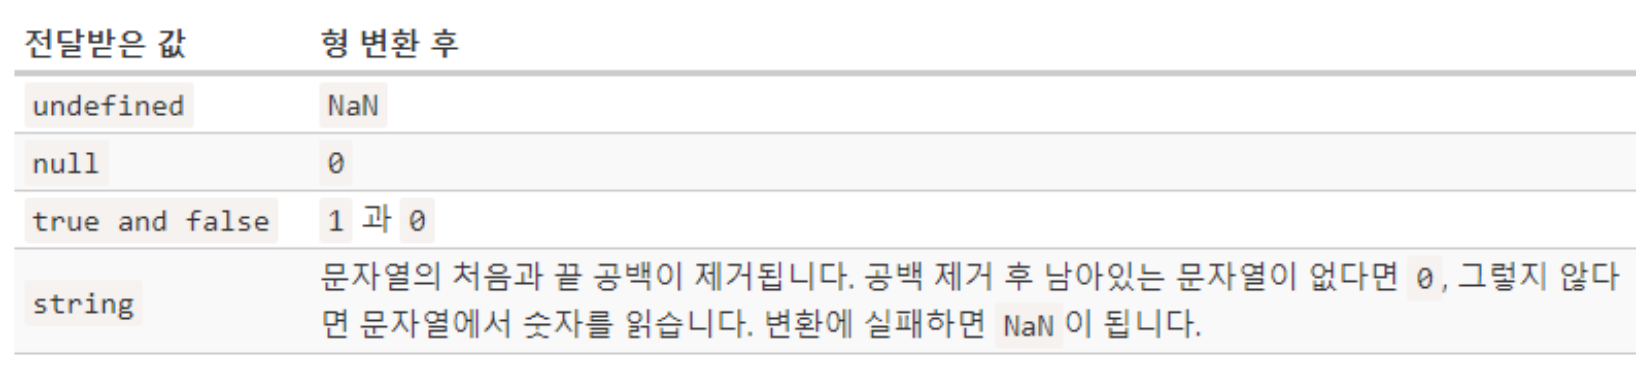 전달받은 값 형 변환 후
undefined NaN
null 0
true and false 1 과 0
string 문자열의 처음과 끝 공백이 제거됩니다. 공백 제거 후 남아있는 문자열이 없다면 0, 그렇지 않다
면 문자열에서 숫자를 읽습니다. 변환에 실패하면 NaN이 됩니다.